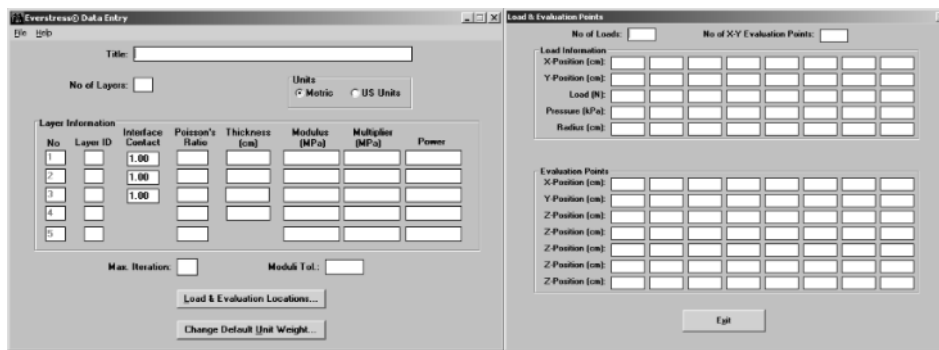 Everstress© Data Entry
File Help
Title:
No of Layers:
Units
Metric US Units
Layer Information
No Layer ID Interface Contact Poisson's Ratio Thickness (cm) Modulus (MPa) Multiplier (MPa) Power
1 1.00
2 1.00
3 1.00
4
5
Max. Iteration: Moduli Tol.:
Load & Evaluation Locations...
Change Default Unit Weight...
Load & Evaluation Points
No of Loads: No of X-Y Evaluation Points:
Load Information
X-Position (cm):
Y-Position (cm):
Load (N):
Pressure (kPa):
Radius (cm):
Evaluation Points
X-Position (cm):
Y-Position (cm):
Z-Position (cm):
Z-Position (cm):
Z-Position (cm):
Z-Position (cm):
Z-Position (cm):
Exit